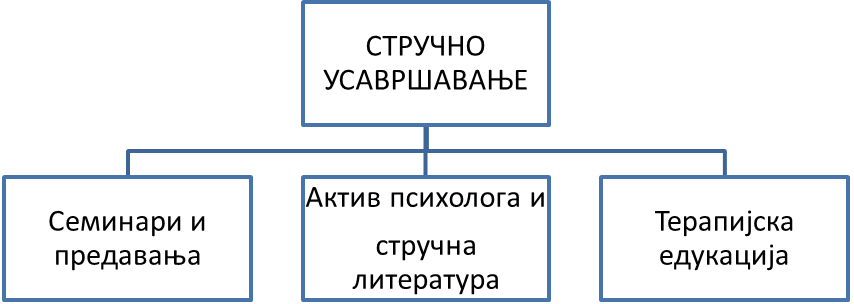 СТРУЧНО
УСАВРШАВАЊЕ
Семинари и
предавања
Актив психолога и
стручна
литература
Терапијска
едукација